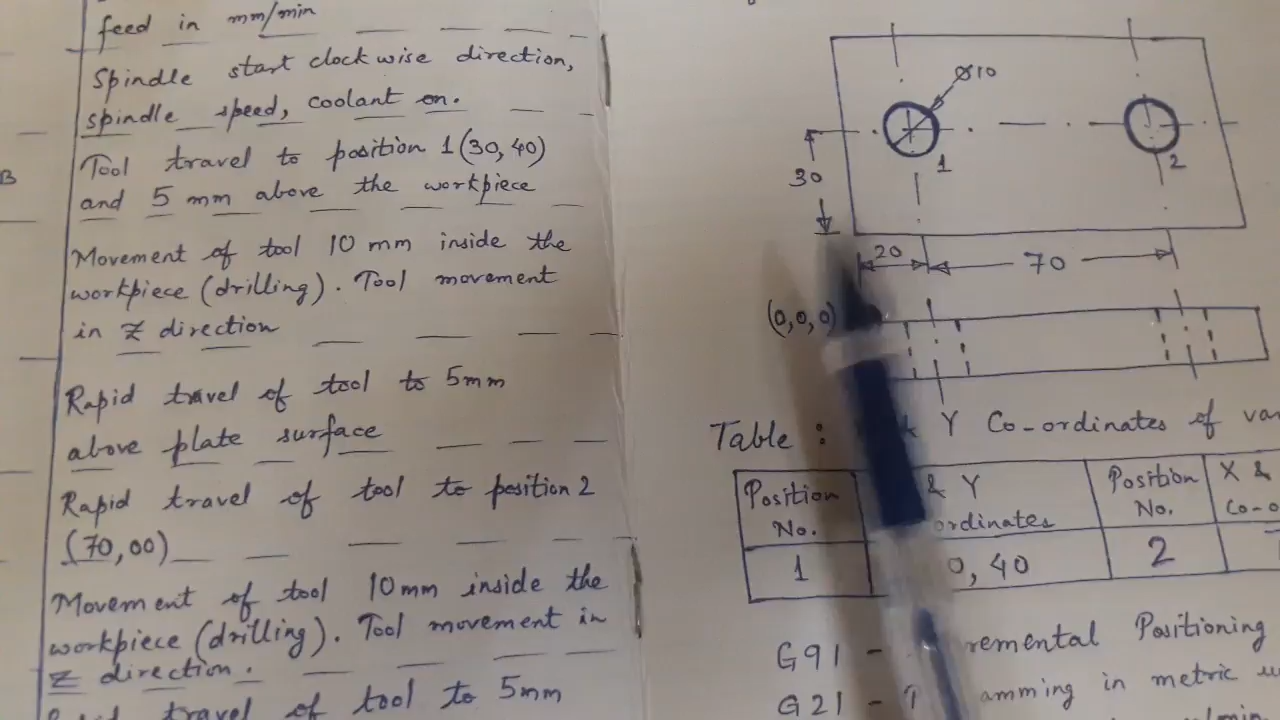 feed in mm/min
Spindle start clockwise direction,
spindle speed, coolant on.
Tool travel to position 1(30,40)
and 5 mm above the workpiece
Movement of tool 10 mm inside the
workpiece (drilling). Tool movement
in Z direction
Rapid travel of tool to 5mm
above plate surface
Rapid travel of tool to position 2
(70,00)
Movement of tool 10mm inside the
workpiece (drilling). Tool movement in
Z direction.
travel of tool to 5mm
B
Ø10
1
2
30
20
70
(0,0,0)
Table : Y Co-ordinates of
Position No.
& Y
ordinates
Position No.
X &
Co-o
1
0, 40
2
G91 - remental Positioning
G21 - amming in metric